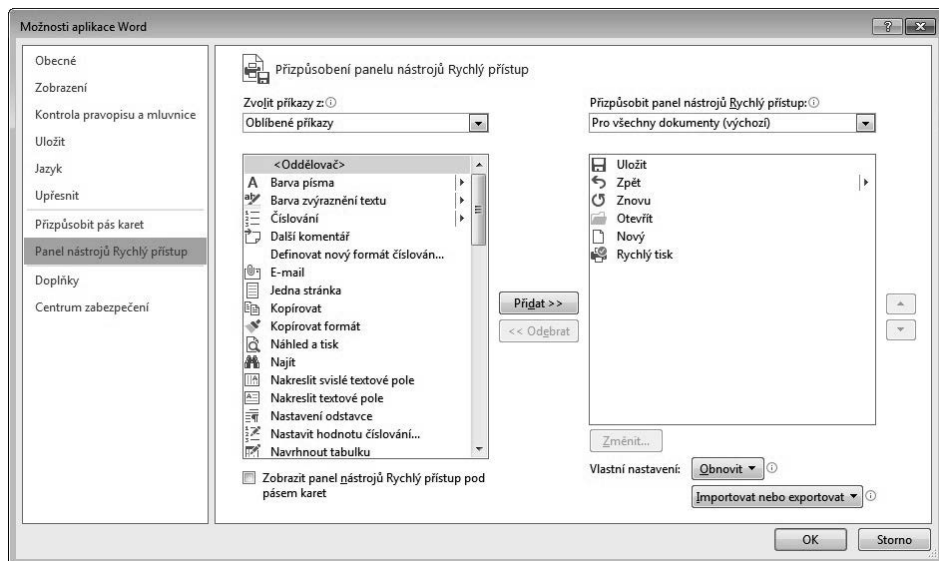 Možnosti aplikace Word
Obecné
Zobrazení
Kontrola pravopisu a mluvnice
Uložit
Jazyk
Upřesnit
Přizpůsobit pás karet
Panel nástrojů Rychlý přístup
Doplňky
Centrum zabezpečení
Přizpůsobení panelu nástrojů Rychlý přístup
Zvolit příkazy z:
Oblíbené příkazy
<Oddělovač>
Barva písma
Barva zvýraznění textu
Číslování
Další komentář
Definovat nový formát číslován...
E-mail
Jedna stránka
Kopírovat
Kopírovat formát
Náhled a tisk
Najít
Nakreslit svislé textové pole
Nakreslit textové pole
Nastavení odstavce
Nastavit hodnotu číslování...
Navrhnout tabulku
Zobrazit panel nástrojů Rychlý přístup pod
pásem karet
Přidat >>
<< Odebrat
Přizpůsobit panel nástrojů Rychlý přístup:
Pro všechny dokumenty (výchozí)
Uložit
Zpět
Znovu
Otevřít
Nový
Rychlý tisk
Změnit...
Vlastní nastavení: Obnovit
Importovat nebo exportovat
OK Storno